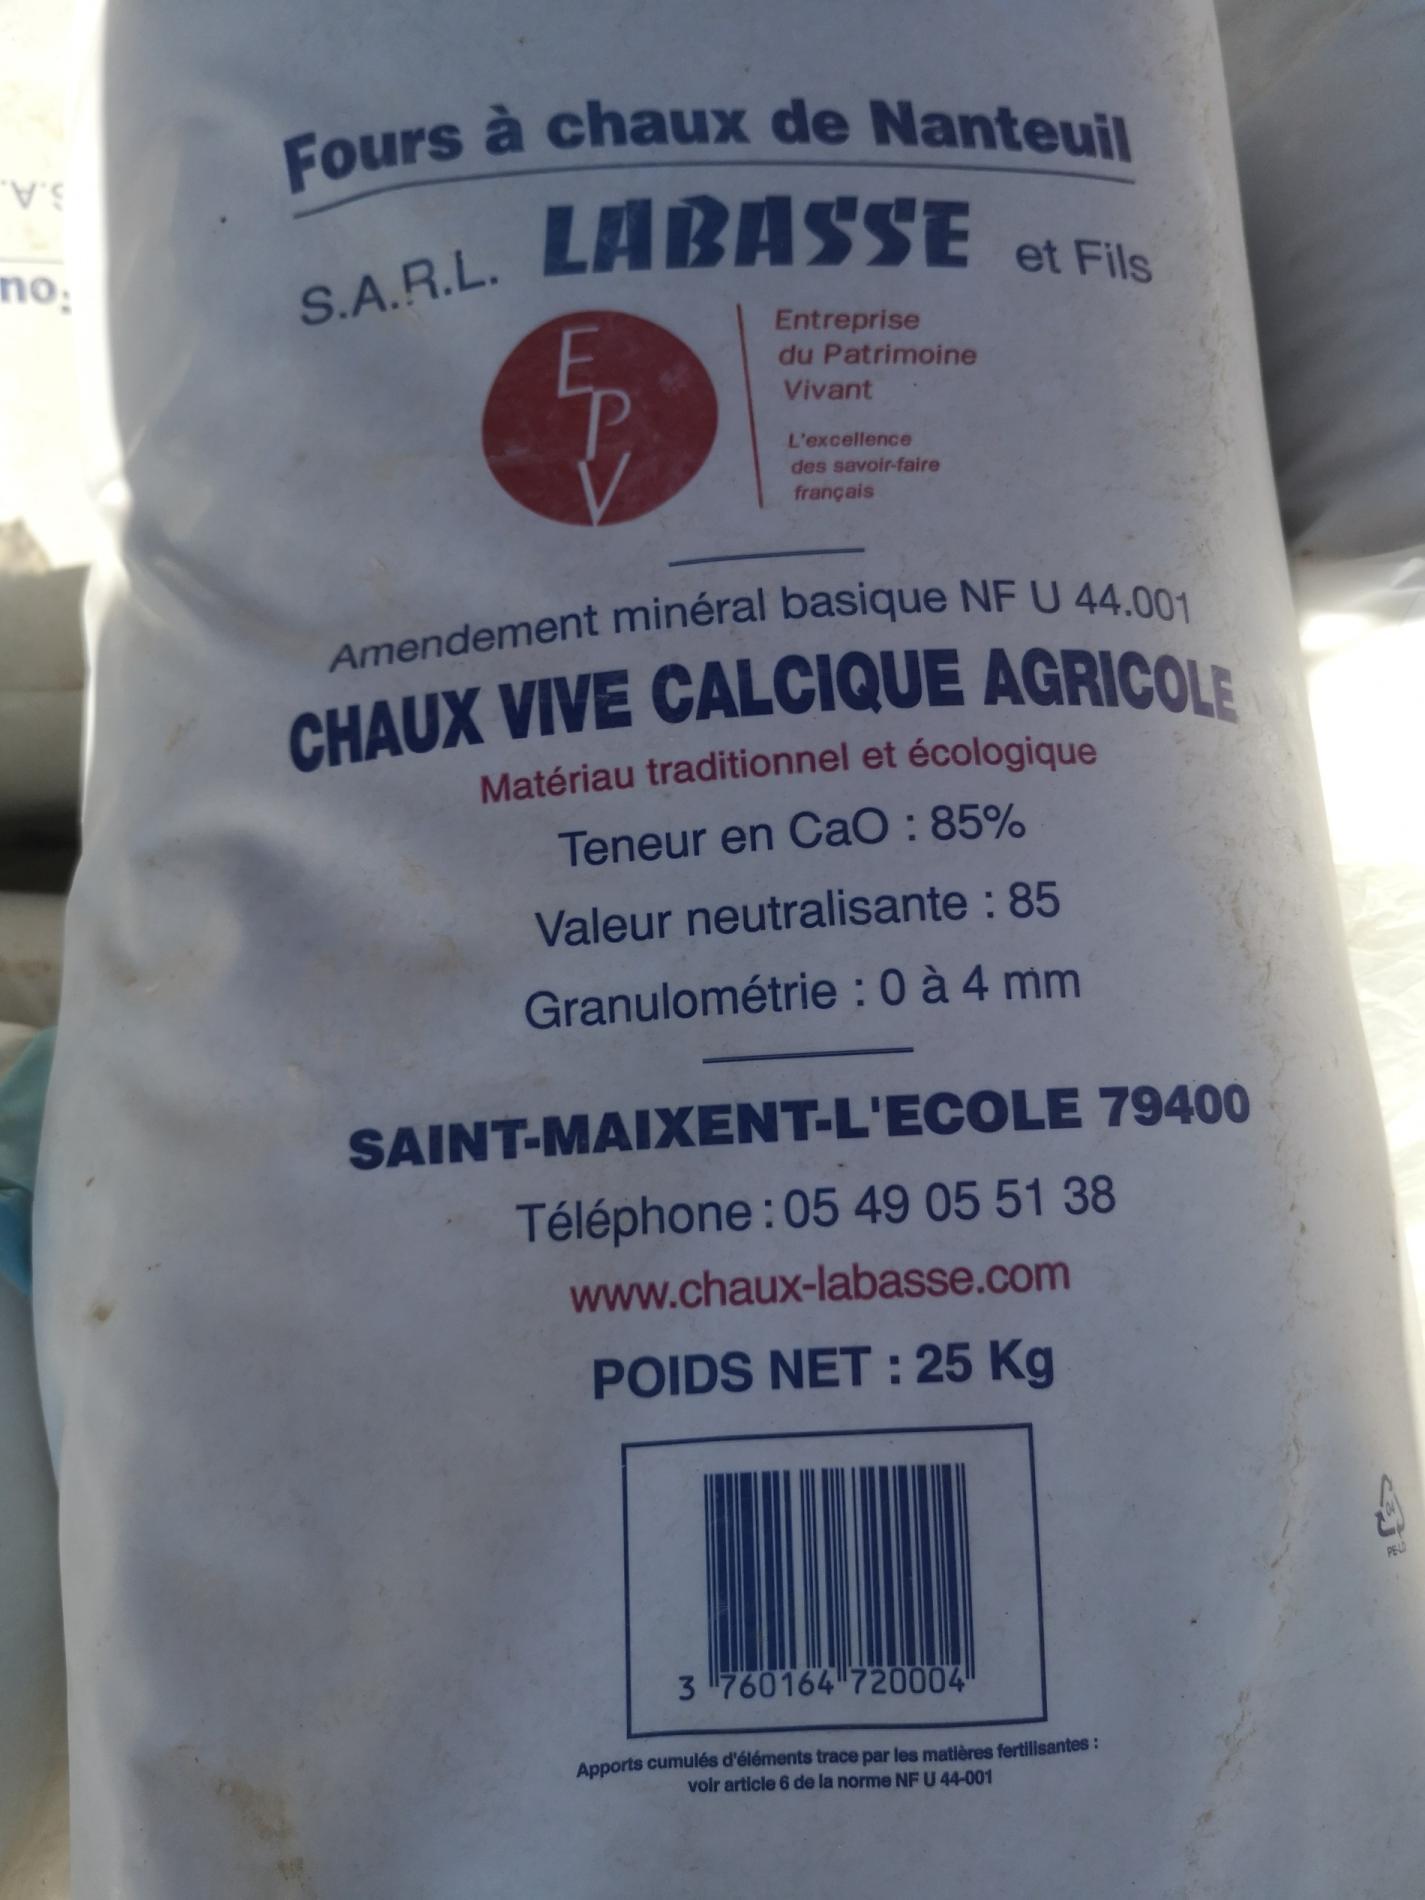 Fours à chaux de Nanteuil
S.A.R.L. LABASSE et Fils
E
P
V
Entreprise
du Patrimoine
Vivant
L'excellence
des savoir-faire
français
Amendement minéral basique NF U 44.001
CHAUX VIVE CALCIQUE AGRICOLE
Matériau traditionnel et écologique
Teneur en CaO : 85%
Valeur neutralisante : 85
Granulométrie : 0 à 4 mm
SAINT-MAIXENT-L'ECOLE 79400
Téléphone : 05 49 05 51 38
www.chaux-labasse.com
POIDS NET : 25 Kg
3 760164 720004
Apports cumulés d'éléments trace par les matières fertilisantes :
voir article 6 de la norme NF U 44-001
04
PE-LD